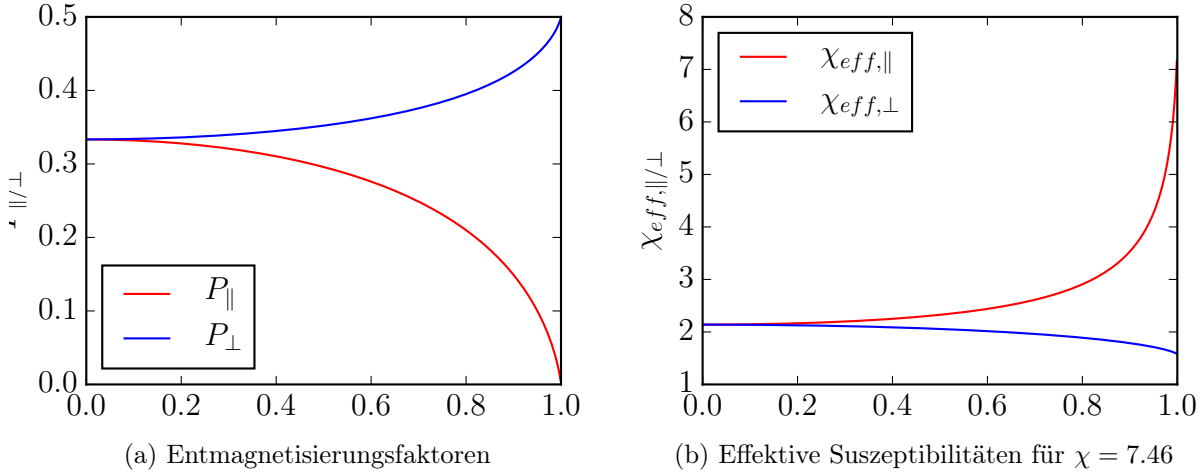 0.5
0.4
0.3
0.2
0.1
0.0
∥/⊥
P∥
P⊥
0.0 0.2 0.4 0.6 0.8 1.0
(a) Entmagnetisierungsfaktoren
8
7
6
5
4
3
2
1
χeff,∥/⊥
χeff,∥
χeff,⊥
0.0 0.2 0.4 0.6 0.8 1.0
(b) Effektive Suszeptibilitäten für χ = 7.46